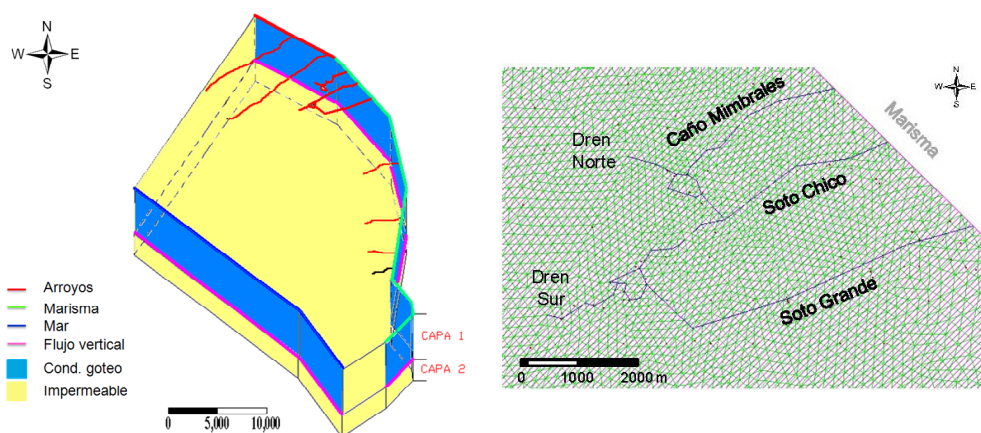 N
W E
S
Arroyos
Marisma
Mar
Flujo vertical
Cond. goteo
Impermeable
CAPA 1
CAPA 2
0 5,000 10,000
N
W E
S
Marisma
Caño Mimbrales
Dren
Norte
Soto Chico
Dren
Sur
Soto Grande
0 1000 2000 m